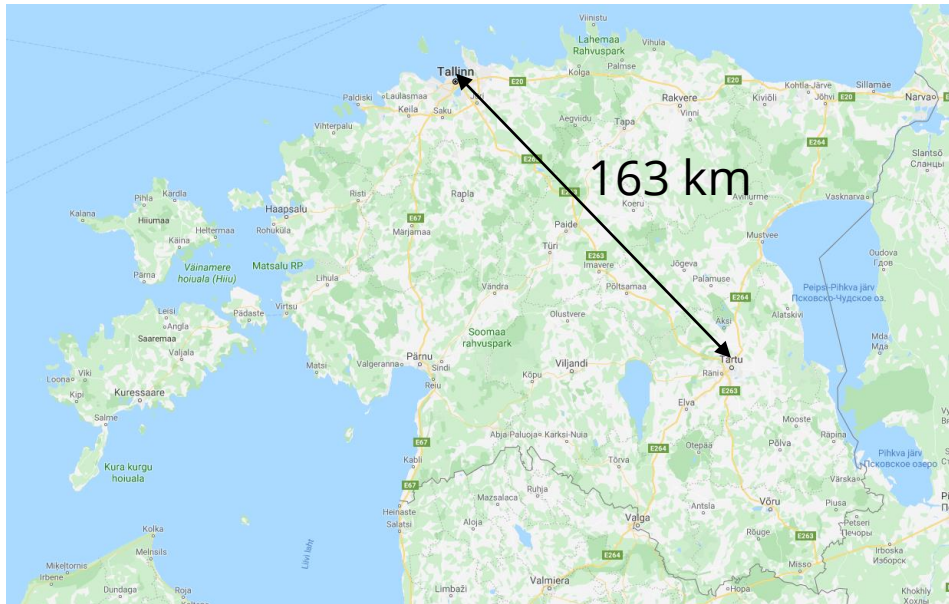 Viinistu
Lahemaa
Rahvuspark
Vihula
Palmse
Kolga
Tallinn
E20
E20
Kohtla-Järve
Sillamäe
Paldiski
Laulasmaa
Jüri
Rakvere
Kiviõli
Jõhvi
E20
Narva
Keila
Saku
Vinni
Aegviidu
Tapa
Vihterpalu
E264
Slantsõ
Сланцы
163 km
Pihla
Kardla
Risti
Rapla
Avinurme
Vasknarva
Kalana
Haapsalu
Koeru
Hiiumaa
Heltermaa
Rohuküla
E67
Märjamaa
Paide
Mustvee
Käina
Türi
Väinamere
hoiuala (Hiiu)
Matsalu RP
E263
Imavere
Jõgeva
Oudova
Гдов
Pärna
Lihula
Palamuse
Vändra
Põltsamaa
Peipsi-Pihkva järv
Псковско-Чудское оз.
Leisi
Pädaste
Virtsu
E264
Angla
Olustvere
Äksi
Alatskivi
Saaremaa
Soomaa
rahvuspark
Mda
Мда
Valjala
Matsi
Valgeranna
Pärnu
Sindi
Viljandi
Tartu
Loona
Viki
Reiu
Kõpu
Räni
Kipi
Kuressaare
E263
Elva
Salme
Mooste
Abja-Paluoja
Karksi-Nuia
E67
Otepää
Põlva
Räpina
E264
Kabli
Tõrva
Pihkva järv
Псковское озеро
Kura kurgu
hoiuala
Värska
E67
Mazsalaca
Ruhja
Heinaste
Salatsi
Aloja
Valga
Antsla
Võru
Piusa
Kolka
Rõuge
Petseri
Печоры
E263
Melnsils
Liivi laht
E264
Irboska
Изборск
Mikeltornis
Irbene
Misso
Dundaga
Roja
Limbaži
Valmiera
Hopa
Khokhly